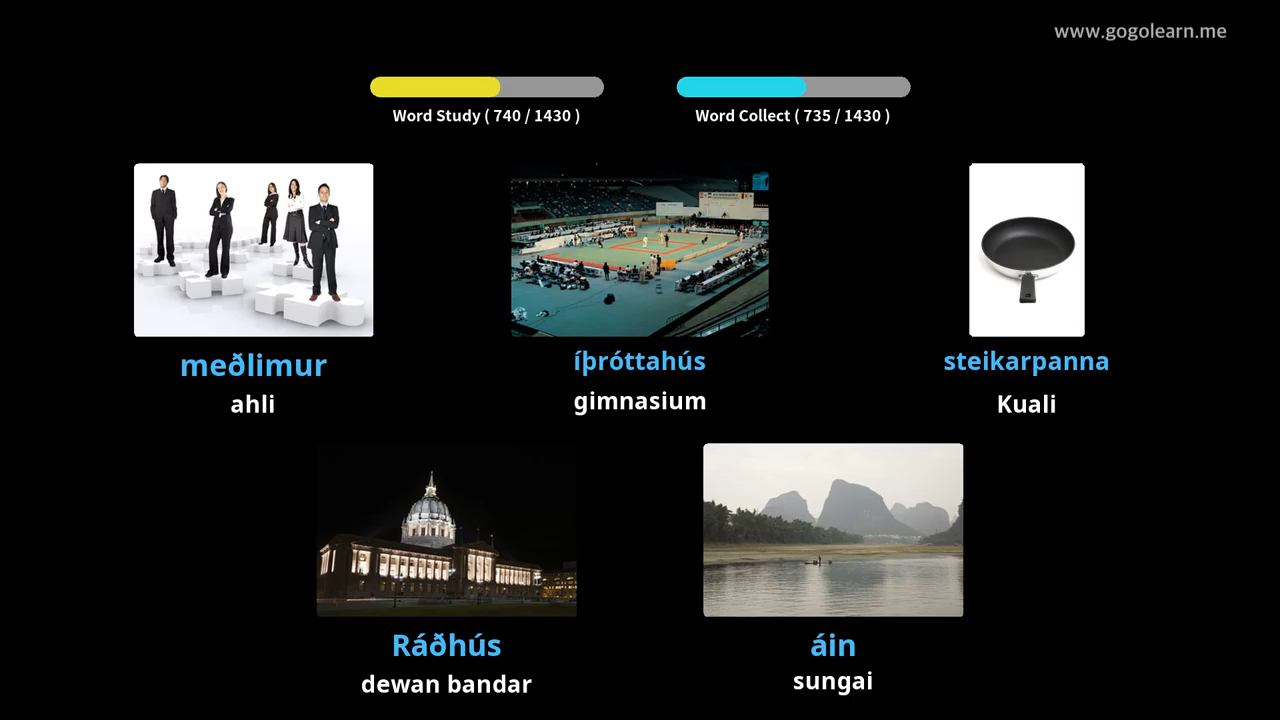 www.gogolearn.me
Word Study ( 740 / 1430 )
Word Collect ( 735 / 1430 )
meðlimur
ahli
íþróttahús
gimnasium
steikarpanna
Kuali
Ráðhús
dewan bandar
áin
sungai